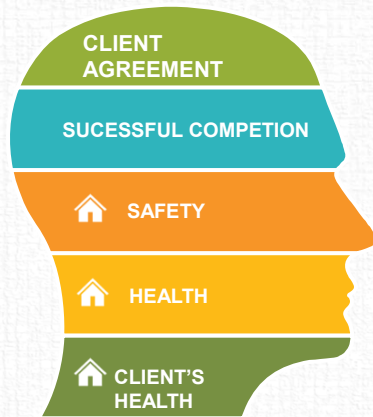 CLIENT
AGREEMENT
SUCESSFUL COMPETION
SAFETY
HEALTH
CLIENT'S
HEALTH